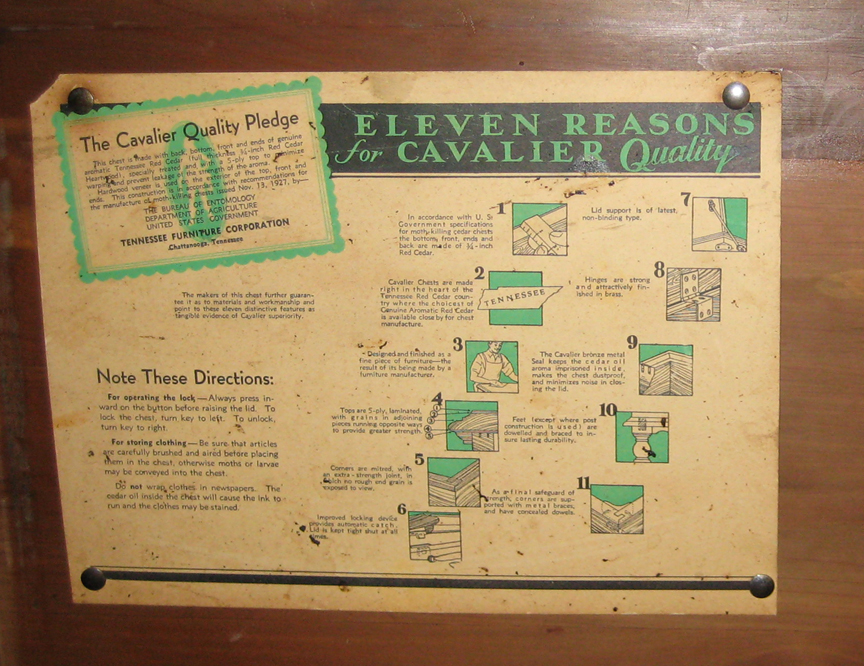 The Cavalier Quality Pledge
This chest is made with back, bottom, front and ends of genuine
aromatic Tennessee Red Cedar (full thickness ¾-inch Red Cedar
Heartwood), specially treated and with a 5-ply top to minimize
warping and prevent leakage of the strength of the aroma.
Hardwood veneer is used on the exterior of the top, front and
ends. This construction is in accordance with recommendations for
the manufacture of moth-killing chests issued Nov. 13, 1927, by—
THE BUREAU OF ENTOMOLOGY
DEPARTMENT OF AGRICULTURE
UNITED STATES GOVERNMENT
TENNESSEE FURNITURE CORPORATION
Chattanooga, Tennessee
The makers of this chest further guaran-
tee it as to materials and workmanship and
point to these eleven distinctive features as
tangible evidence of Cavalier superiority.
Note These Directions:
For operating the lock—Always press in-
ward on the button before raising the lid. To
lock the chest, turn key to left. To unlock,
turn key to right.
For storing clothing—Be sure that articles
are carefully brushed and aired before placing
them in the chest, otherwise moths or larvae
may be conveyed into the chest.
Do not wrap clothes in newspapers. The
cedar oil inside the chest will cause the ink to
run and the clothes may be stained.
ELEVEN REASONS
for CAVALIER Quality
1
In accordance with U. S.
Government specifications
for moth-killing cedar chests
the bottom, front, ends and
back are made of ¾-inch
Red Cedar.
2
Cavalier Chests are made
right in the heart of the
Tennessee Red Cedar coun-
try where the choicest of
Genuine Aromatic Red Cedar
is available close by for chest
manufacture.
TENNESSEE
3
Designed and finished as a
fine piece of furniture—the
result of its being made by a
furniture manufacturer.
4
Tops are 5-ply, laminated,
with grains in adjoining
pieces running opposite ways
to provide greater strength.
5
Corners are mitred, with
an extra-strength joint, in
which no rough end grain is
exposed to view.
6
Improved locking device
provides automatic catch.
Lid is kept tight shut at all
times.
7
Lid support is of latest,
non-binding type.
8
Hinges are strong
and attractively fin-
ished in brass.
9
The Cavalier bronze metal
Seal keeps the cedar oil
aroma imprisoned inside,
makes the chest dustproof,
and minimizes noise in clos-
ing the lid.
10
Feet (except where post
construction is used) are
dowelled and braced to in-
sure lasting durability.
11
As a final safeguard of
strength, corners are sup-
ported with metal braces,
and have concealed dowels.